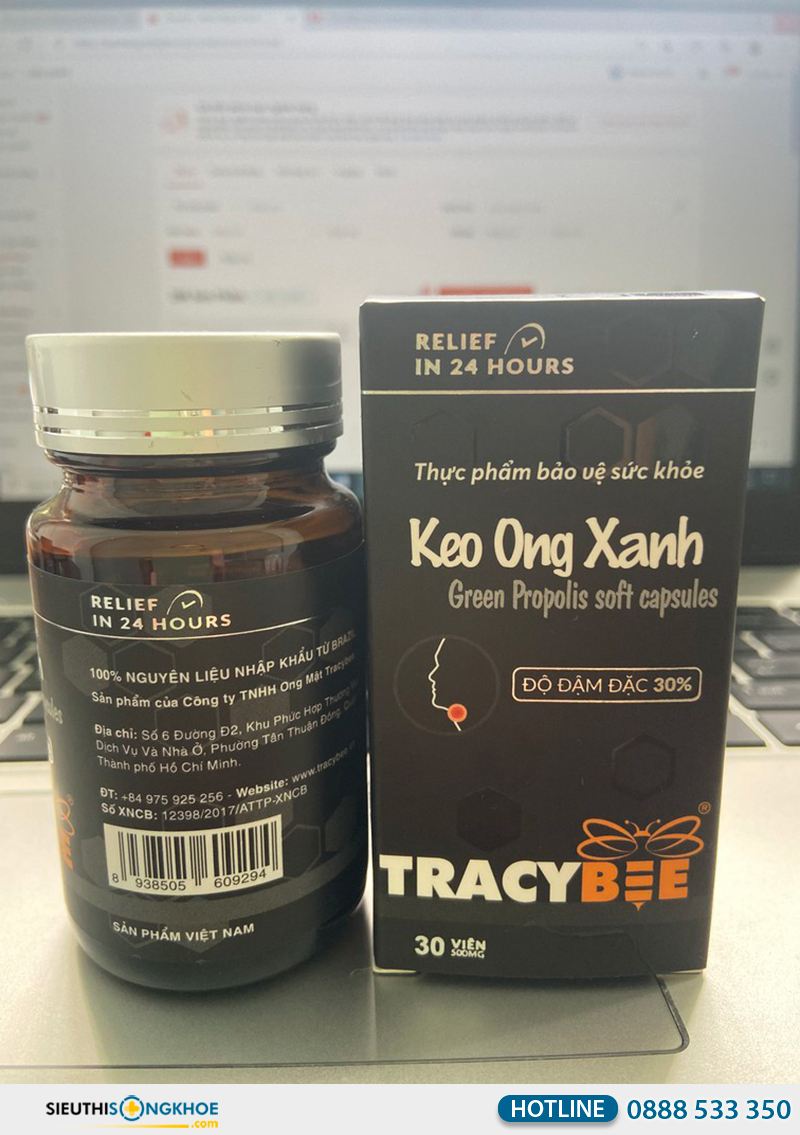 RELIEF
IN 24 HOURS
Thực phẩm bảo vệ sức khỏe
Keo Ong Xanh
Green Propolis soft capsules
ĐỘ ĐẬM ĐẶC 30%
TRACYBEE®
30 VIÊN
500MG
RELIEF
IN 24 HOURS
100% NGUYÊN LIỆU NHẬP KHẨU TỪ BRAZIL
Sản phẩm của Công ty TNHH Ong Mật Tracybee
Địa chỉ: Số 6 Đường Đ2, Khu Phức Hợp Thương
Dịch Vụ Và Nhà Ở, Phường Tân Thuận Đông,
Thành phố Hồ Chí Minh.
ĐT: +84 975 925 256 - Website: www.tracybee.
Số XNCB: 12398/2017/ATTP-XNCB
8 938505 609294
SẢN PHẨM VIỆT NAM
SIEUTHISONGKHOE
.com
HOTLINE 0888 533 350